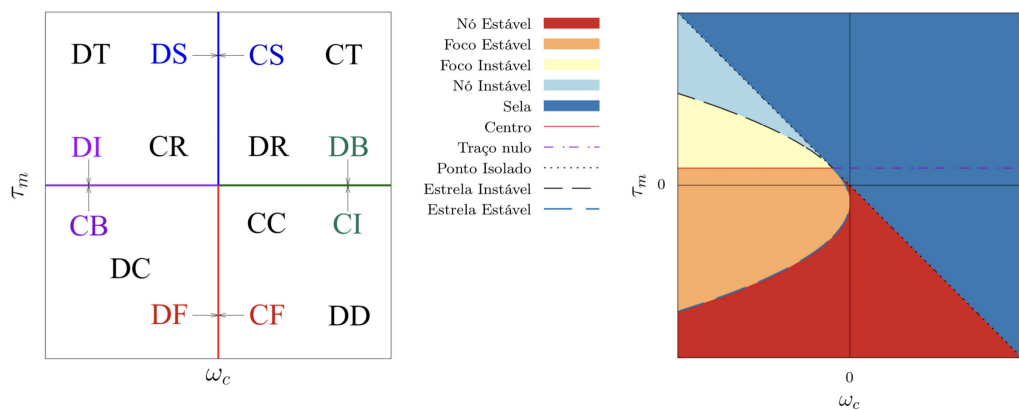 DT DS CS CT
DI CR DR DB
τm
CB CC CI
DC
DF CF DD
ωc
Nó Estável
Foco Estável
Foco Instável
Nó Instável
Sela
Centro
Traço nulo
Ponto Isolado
Estrela Instável
Estrela Estável
τm
0
0
ωc